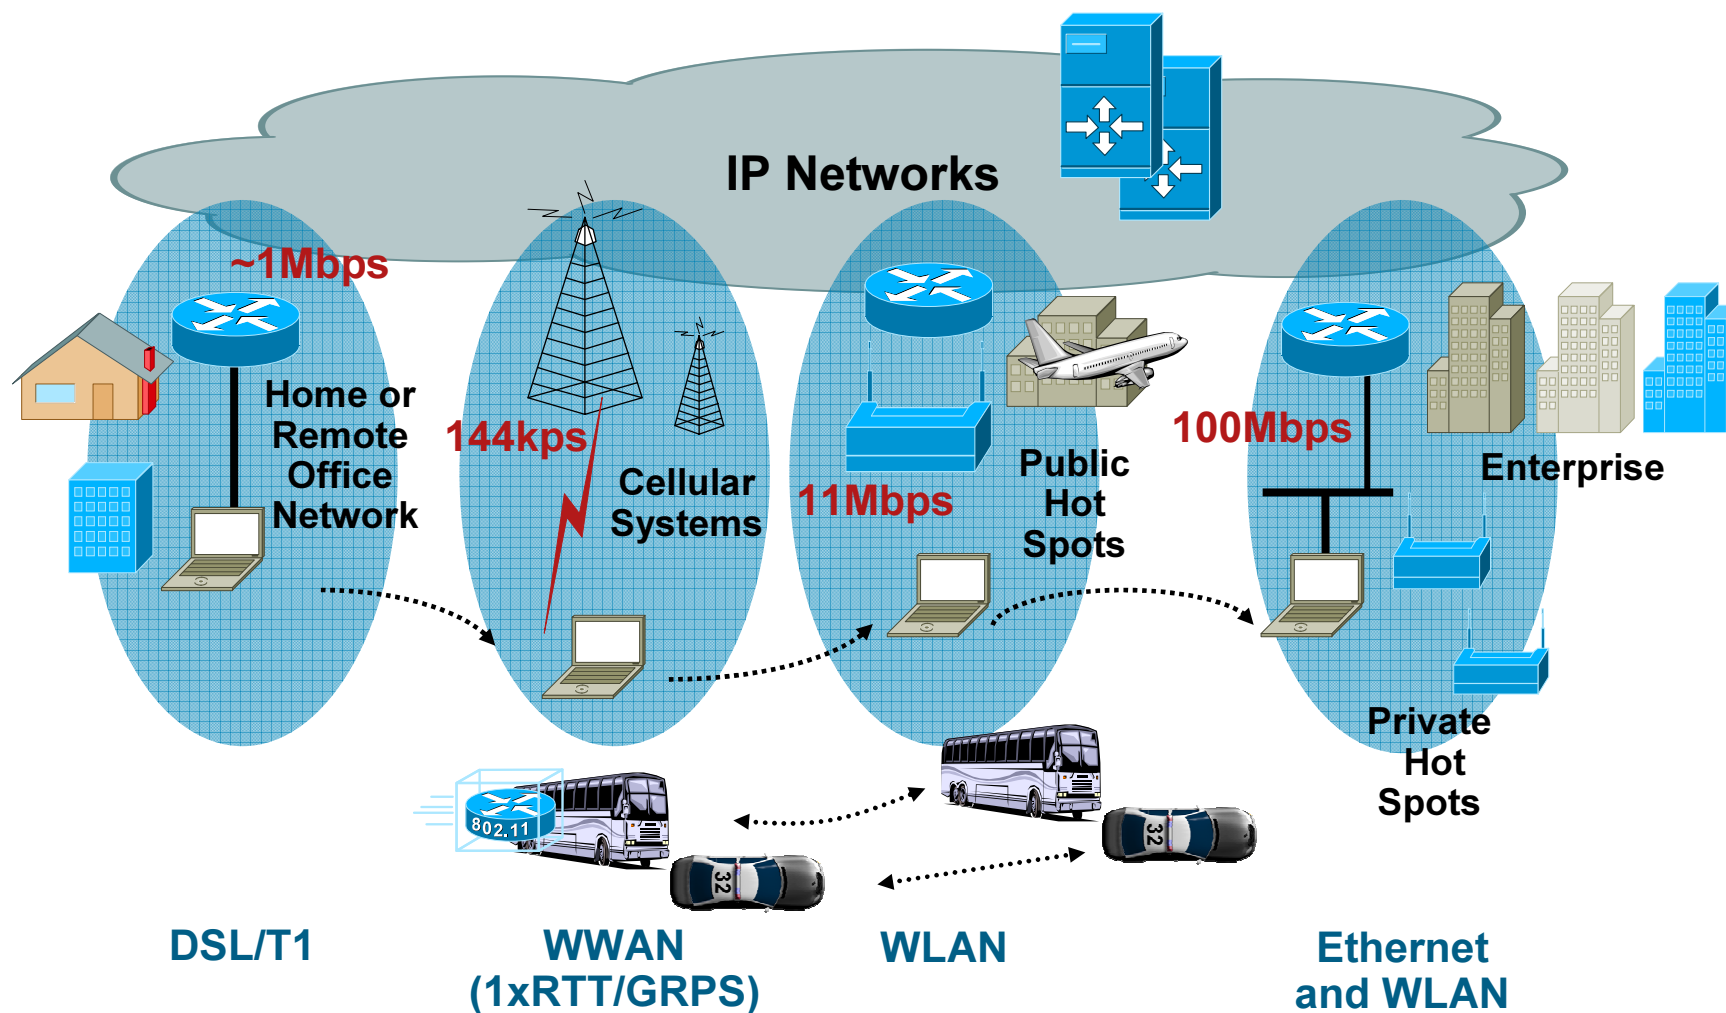 IP Networks
~1Mbps
Home or
Remote
Office
Network
144kps
Cellular
Systems
11Mbps
Public
Hot
Spots
100Mbps
Enterprise
Private
Hot
Spots
802.11
32
32
DSL/T1
WWAN
(1xRTT/GRPS)
WLAN
Ethernet
and WLAN